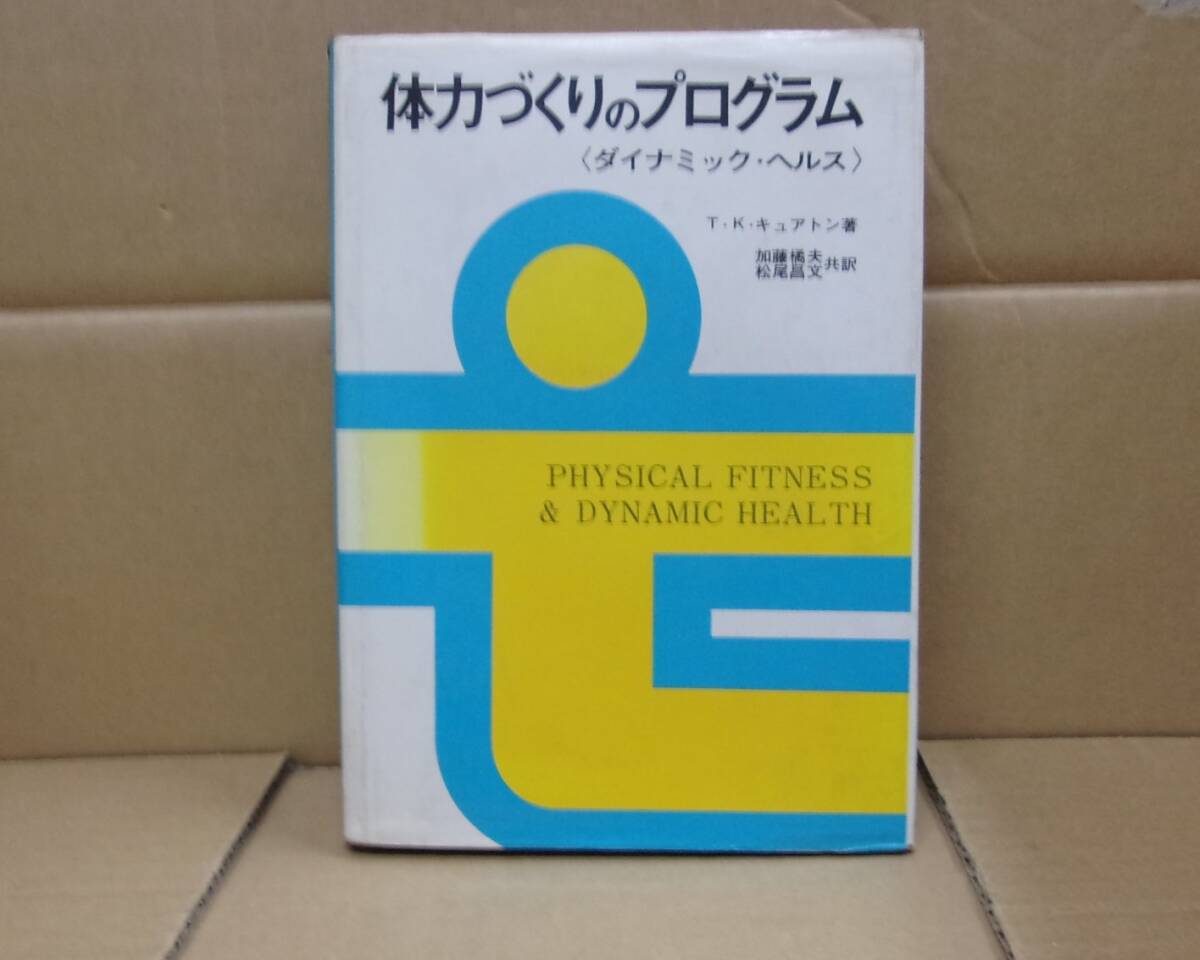 体力づくりのプログラム
〈ダイナミック・ヘルス〉
T・K・キュアトン著
加藤橘夫
松尾昌文共訳
PHYSICAL FITNESS
& DYNAMIC HEALTH